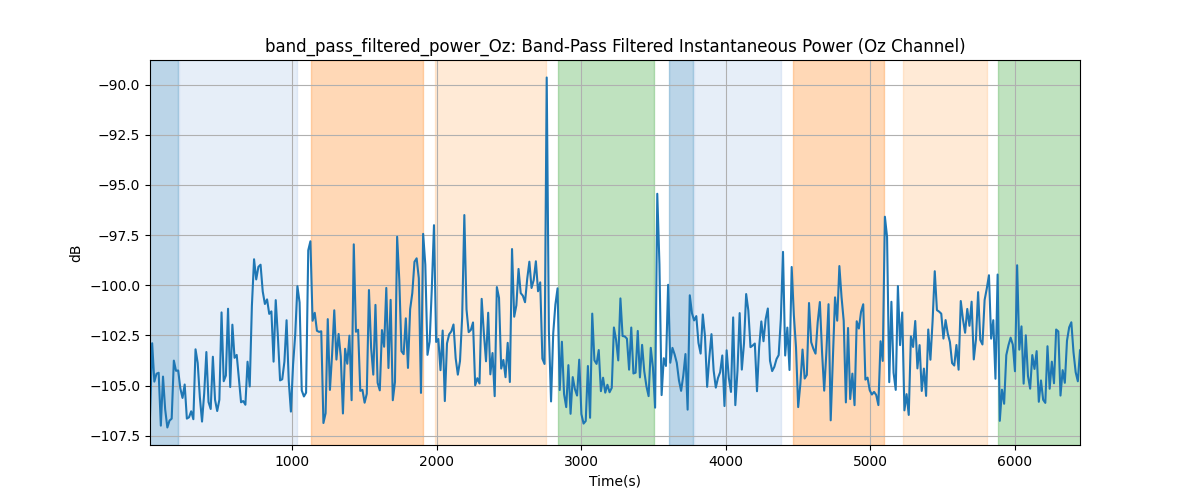 band_pass_filtered_power_Oz: Band-Pass Filtered Instantaneous Power (Oz Channel)
−90.0
−92.5
−95.0
−97.5
−100.0
−102.5
−105.0
−107.5
dB
1000 2000 3000 4000 5000 6000
Time(s)